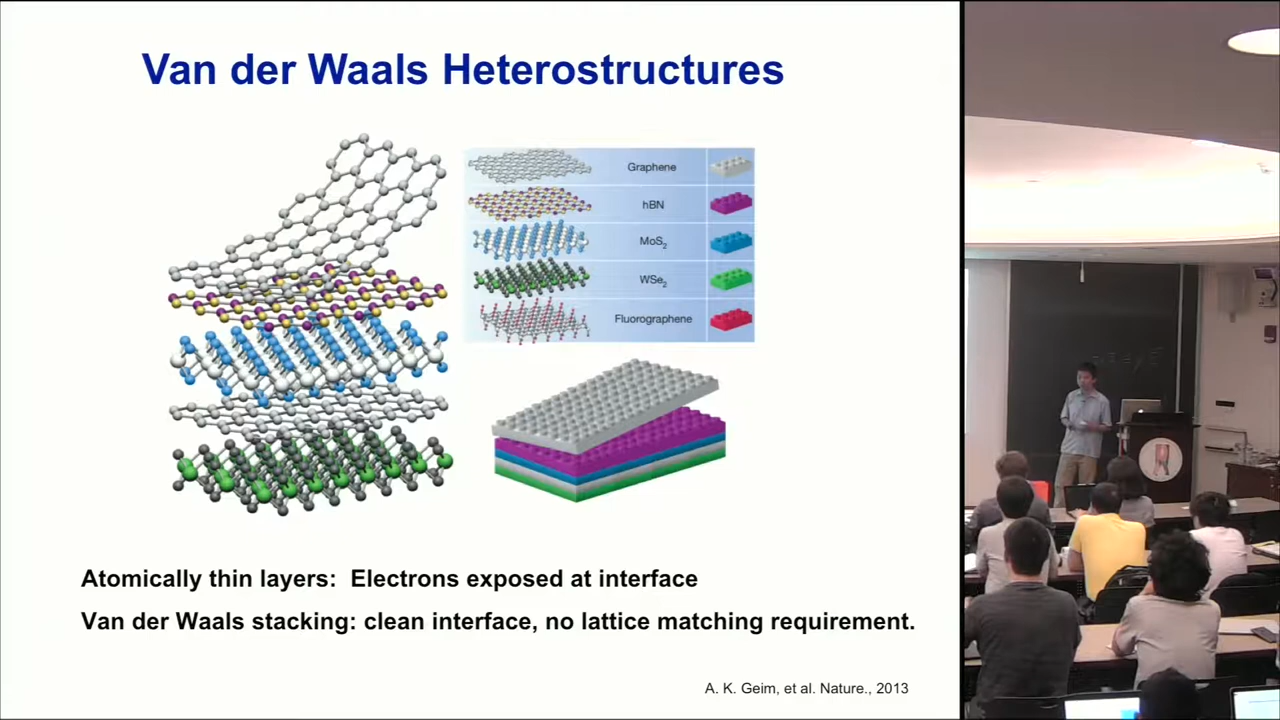 Van der Waals Heterostructures
Graphene
hBN
MoS₂
WSe₂
Fluorographene
Atomically thin layers: Electrons exposed at interface
Van der Waals stacking: clean interface, no lattice matching requirement.
A. K. Geim, et al. Nature., 2013